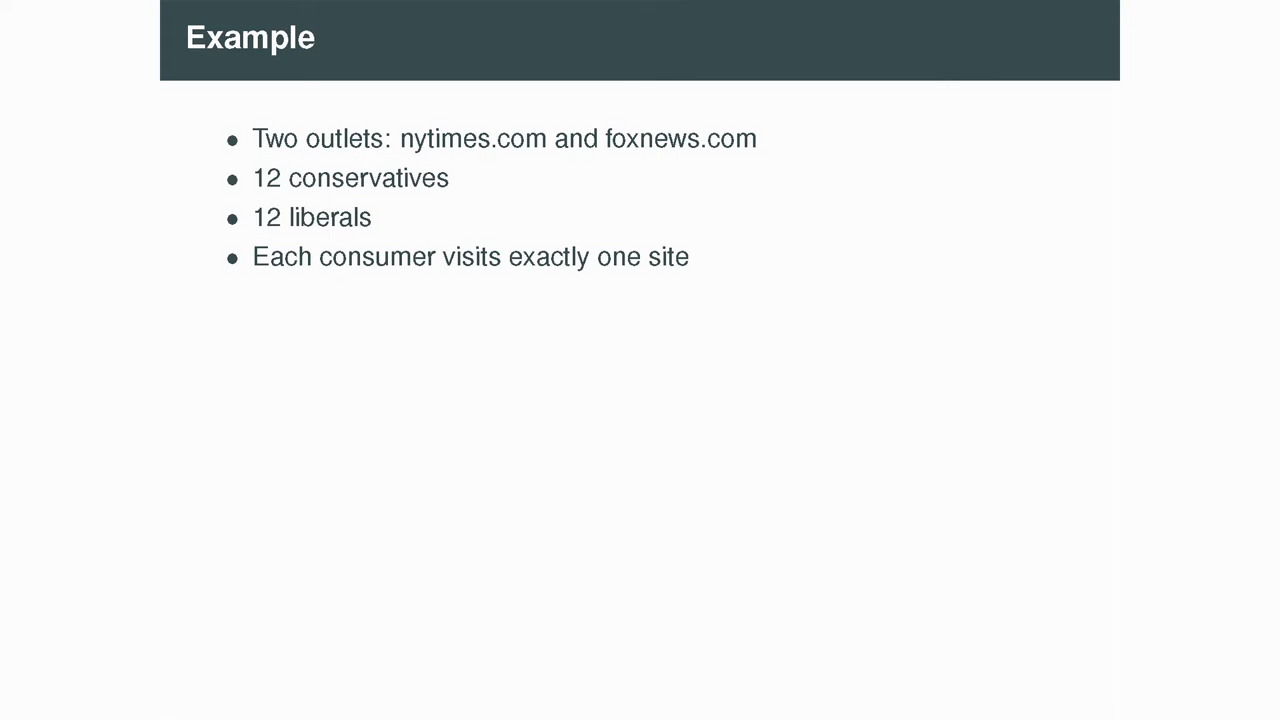 Example
• Two outlets: nytimes.com and foxnews.com
• 12 conservatives
• 12 liberals
• Each consumer visits exactly one site